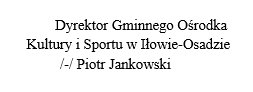 Dyrektor Gminnego Ośrodka
Kultury i Sportu w Iłowie-Osadzie
/-/ Piotr Jankowski